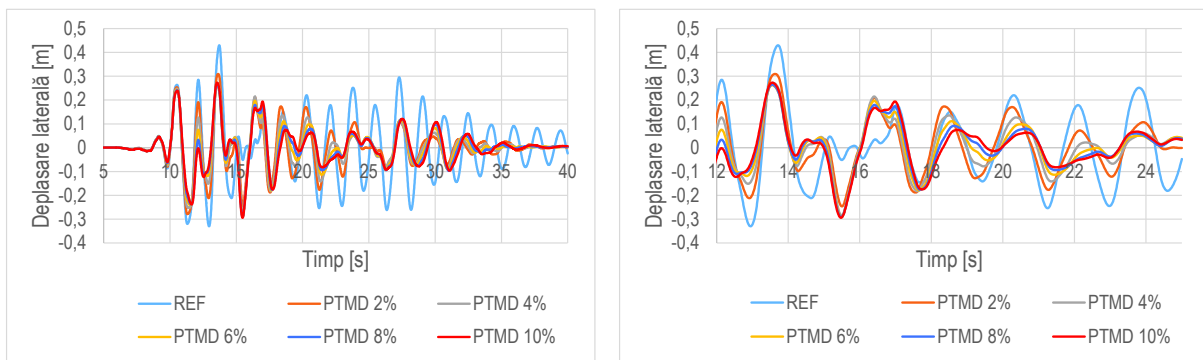 0,5
0,4
0,3
0,2
0,1
0
-0,1
-0,2
-0,3
-0,4
Deplasare laterală [m]
5 10 15 20 25 30 35 40
Timp [s]
REF PTMD 2% PTMD 4%
PTMD 6% PTMD 8% PTMD 10%
0,5
0,4
0,3
0,2
0,1
0
-0,1
-0,2
-0,3
-0,4
Deplasare laterală [m]
12 14 16 18 20 22 24
Timp [s]
REF PTMD 2% PTMD 4%
PTMD 6% PTMD 8% PTMD 10%